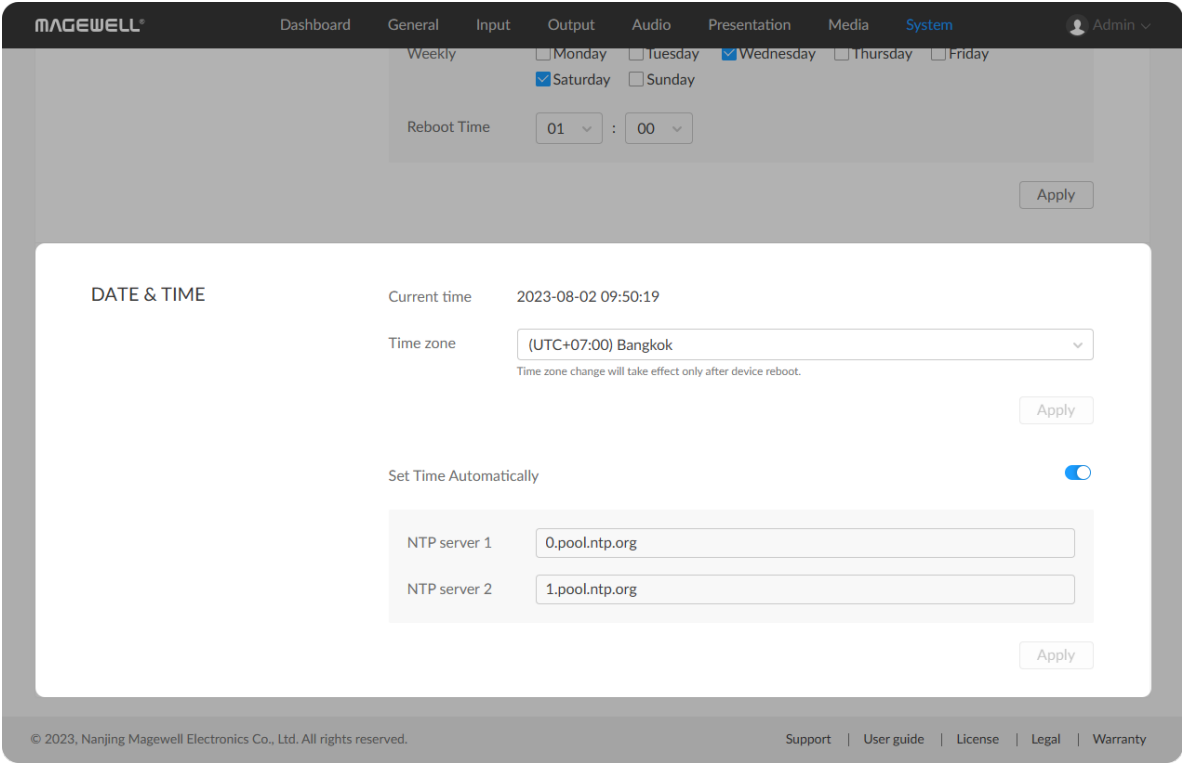 MAGEWELL® Dashboard General Input Output Audio Presentation Media System Admin
Weekly Monday Tuesday Wednesday Thursday Friday
Saturday Sunday
Reboot Time 01 : 00
Apply
DATE & TIME
Current time 2023-08-02 09:50:19
Time zone (UTC+07:00) Bangkok
Time zone change will take effect only after device reboot.
Apply
Set Time Automatically
NTP server 1 0.pool.ntp.org
NTP server 2 1.pool.ntp.org
Apply
© 2023, Nanjing Magewell Electronics Co., Ltd. All rights reserved. Support | User guide | License | Legal | Warranty